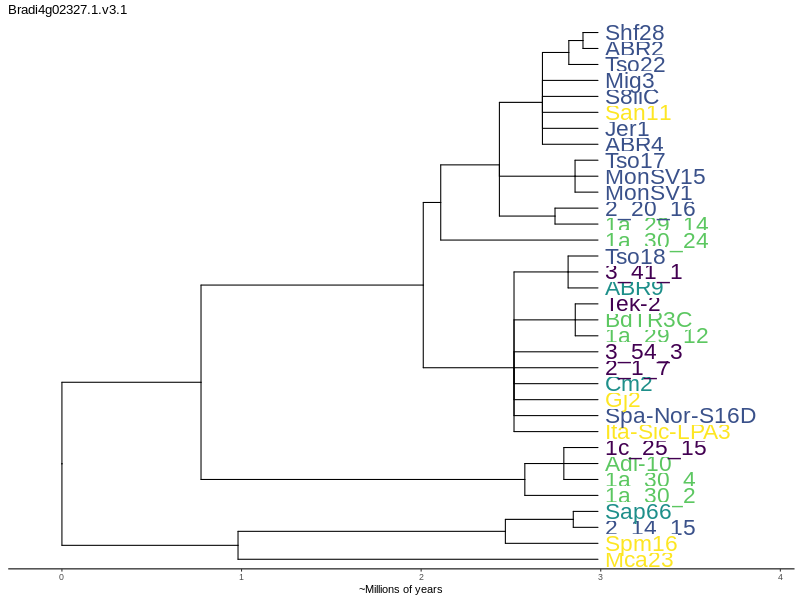 Bradi4g02327.1.v3.1
Shf28
ABR2
Tso22
Mig3
S8iiC
San11
Jer1
ABR4
Tso17
MonSV15
MonSV1
2_20_16
1a_29_14
1a_30_24
Tso18
3_41_1
ABR9
Tek-2
BdTR3C
1a_29_12
3_54_3
2_1_7
Cm2
Gj2
Spa-Nor-S16D
Ita-Sic-LPA3
1c_25_15
Adi-10
1a_30_4
1a_30_2
Sap66
2_14_15
Spm16
Mca23
0 1 2 3 4
~Millions of years